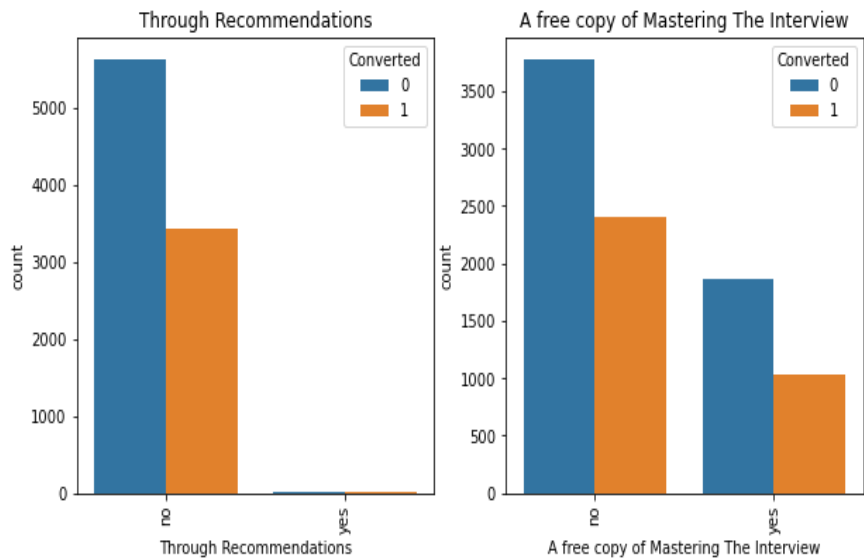 Through Recommendations
Converted
0
1
5000
4000
3000
2000
1000
0
count
no
yes
Through Recommendations
A free copy of Mastering The Interview
Converted
0
1
3500
3000
2500
2000
1500
1000
500
0
count
no
yes
A free copy of Mastering The Interview